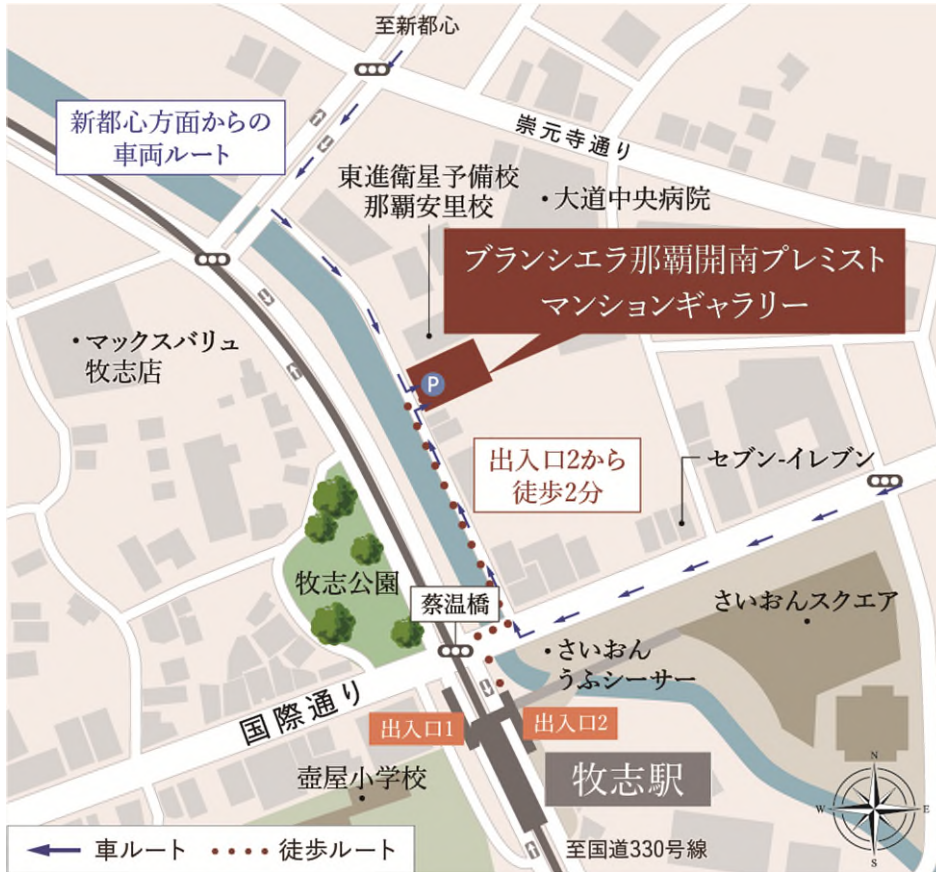 至新都心
新都心方面からの
車両ルート
崇元寺通り
東進衛星予備校
那覇安里校
・大道中央病院
ブランシエラ那覇開南プレミスト
マンションギャラリー
・マックスバリュ
牧志店
P
出入口2から
徒歩2分
セブン-イレブン
牧志公園
蔡温橋
さいおんスクエア
・さいおん
うふシーサー
国際通り
出入口1
出入口2
牧志駅
壺屋小学校
N
W
E
S
車ルート
徒歩ルート
至国道330号線